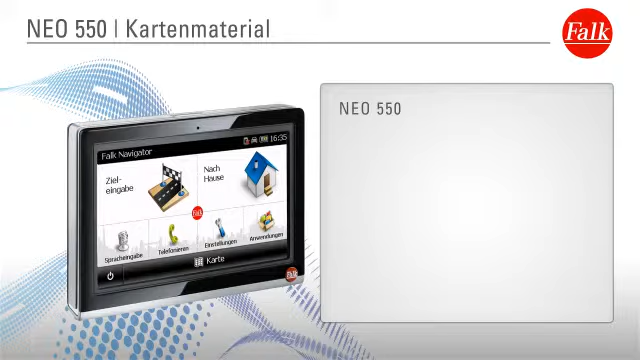 NEO 550 | Kartenmaterial
Falk
NEO 550
16:35
Falk Navigator
Ziel-
eingabe
Nach
Hause
Falk
Spracheingabe
Telefonieren
Einstellungen
Anwendungen
Karte
Falk